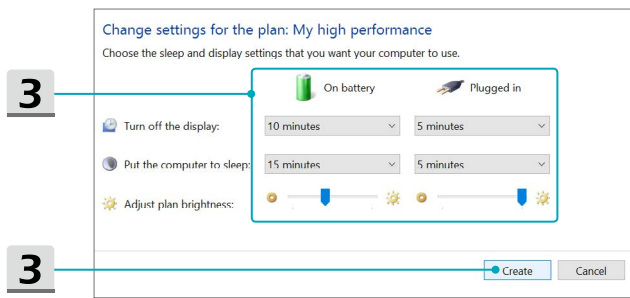 Change settings for the plan: My high performance
Choose the sleep and display settings that you want your computer to use.
3
On battery Plugged in
Turn off the display: 10 minutes 5 minutes
Put the computer to sleep: 15 minutes 5 minutes
Adjust plan brightness:
3
Create Cancel